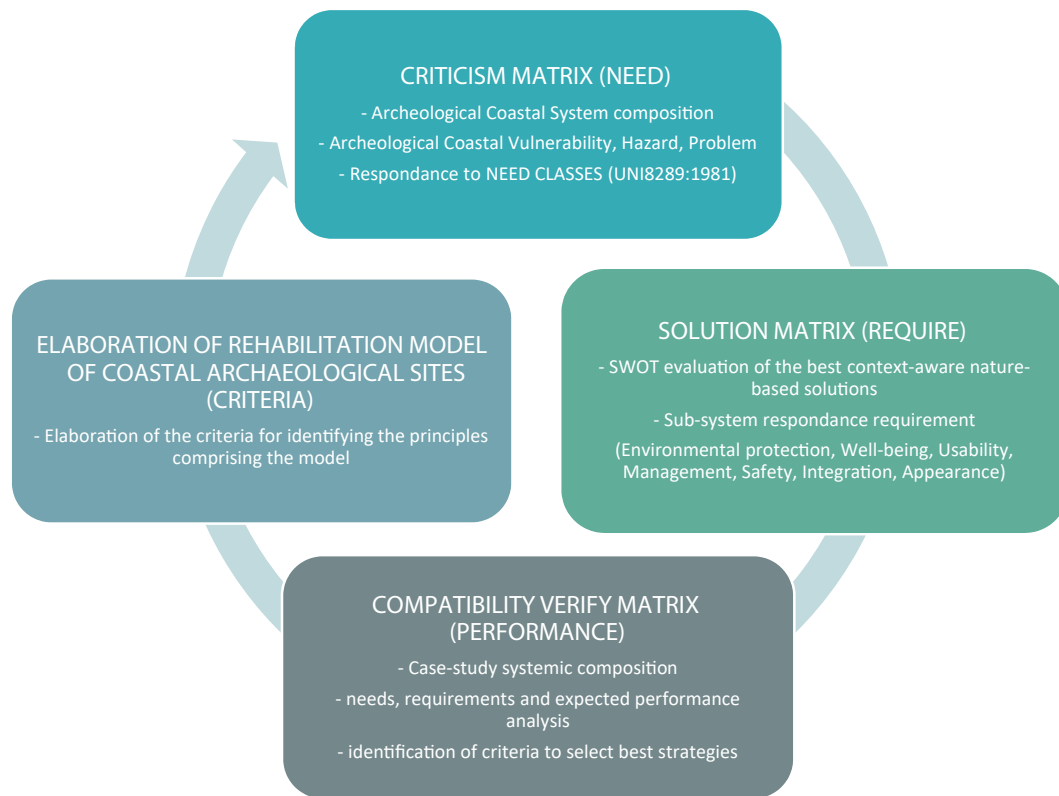 CRITICISM MATRIX (NEED)
- Archeological Coastal System composition
- Archeological Coastal Vulnerability, Hazard, Problem
- Respondance to NEED CLASSES (UNI8289:1981)
SOLUTION MATRIX (REQUIRE)
- SWOT evaluation of the best context-aware nature-
based solutions
- Sub-system respondance requirement
(Environmental protection, Well-being, Usability,
Management, Safety, Integration, Appearance)
COMPATIBILITY VERIFY MATRIX
(PERFORMANCE)
- Case-study systemic composition
- needs, requirements and expected performance
analysis
- identification of criteria to select best strategies
ELABORATION OF REHABILITATION MODEL
OF COASTAL ARCHAEOLOGICAL SITES
(CRITERIA)
- Elaboration of the criteria for identifying the principles
comprising the model